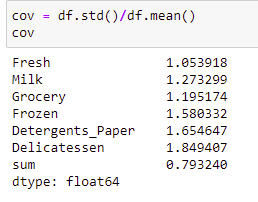 cov = df.std()/df.mean()
cov
Fresh 1.053918
Milk 1.273299
Grocery 1.195174
Frozen 1.580332
Detergents_Paper 1.654647
Delicatessen 1.849407
sum 0.793240
dtype: float64